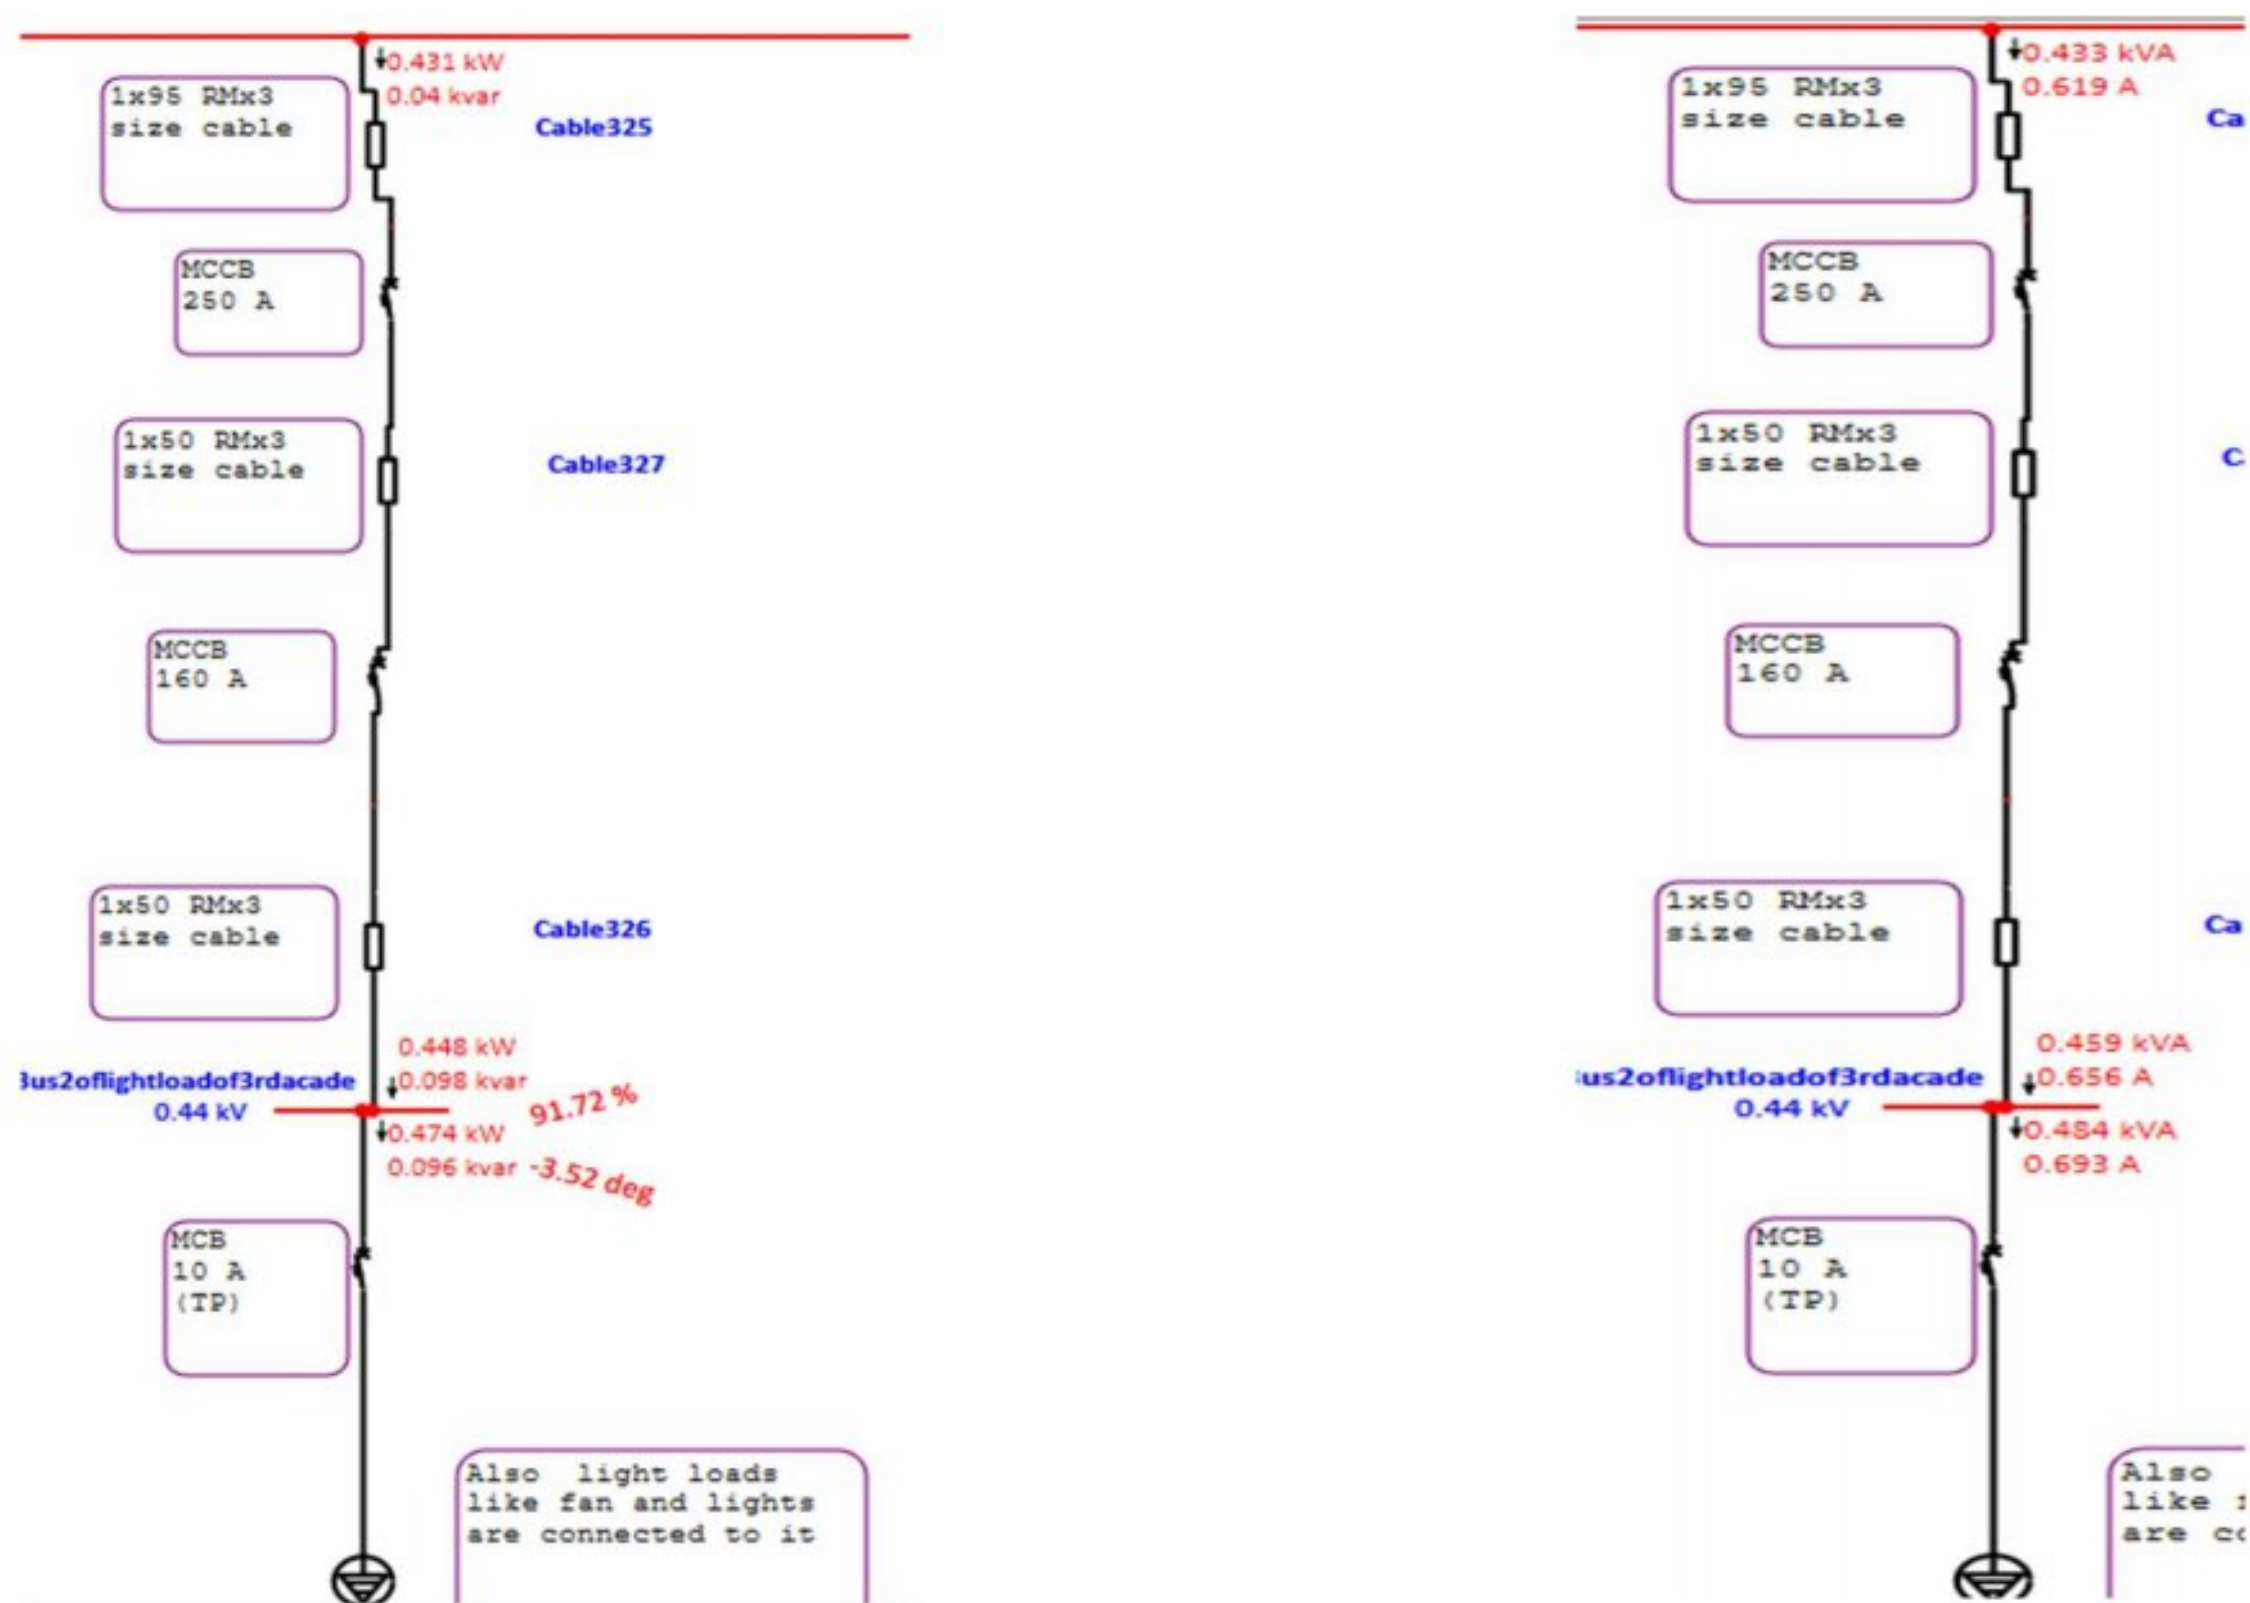 0.431 kW
0.04 kvar
1x95 RMx3
size cable
Cable325
MCCB
250 A
1x50 RMx3
size cable
Cable327
MCCB
160 A
1x50 RMx3
size cable
Cable326
0.448 kW
0.098 kvar
us2oflightloadof3rdacade
0.44 kV
91.72 %
0.474 kW
0.096 kvar
-3.52 deg
MCB
10 A
(TP)
Also light loads
like fan and lights
are connected to it
0.433 kVA
0.619 A
1x95 RMx3
size cable
Ca
MCCB
250 A
1x50 RMx3
size cable
C
MCCB
160 A
1x50 RMx3
size cable
Ca
0.459 kVA
0.656 A
us2oflightloadof3rdacade
0.44 kV
0.484 kVA
0.693 A
MCB
10 A
(TP)
Also
like
are c